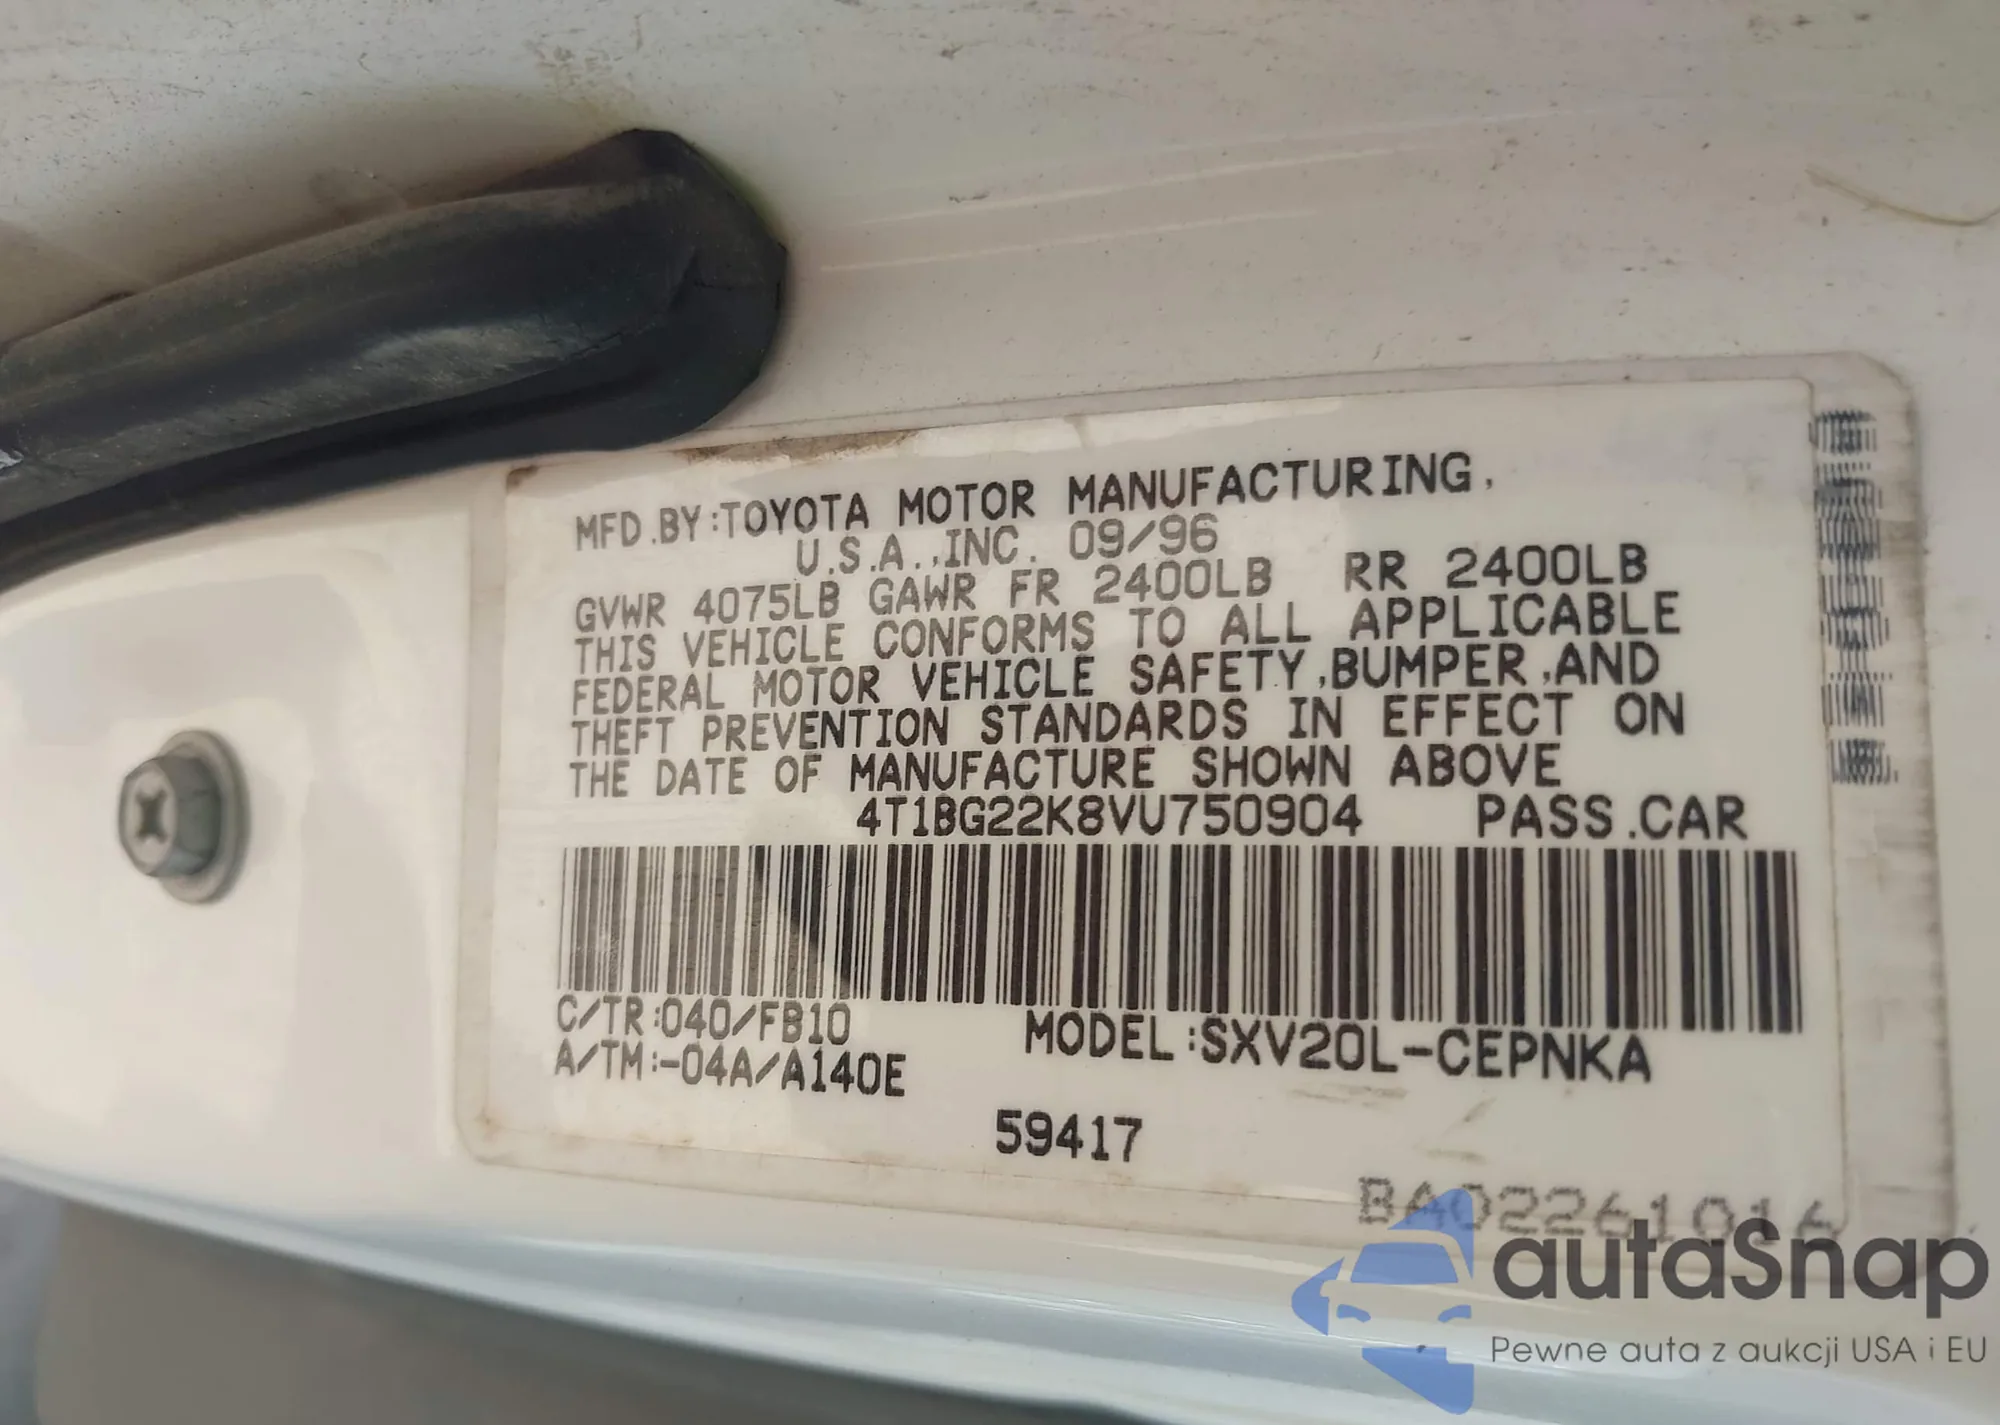 MFD.BY:TOYOTA MOTOR MANUFACTURING,
U.S.A.,INC. 09/96
GVWR 4075LB GAWR FR 2400LB RR 2400LB
THIS VEHICLE CONFORMS TO ALL APPLICABLE
FEDERAL MOTOR VEHICLE SAFETY,BUMPER,AND
THEFT PREVENTION STANDARDS IN EFFECT ON
THE DATE OF MANUFACTURE SHOWN ABOVE
4T1BG22K8VU750904 PASS.CAR
C/TR:040/FB10
MODEL:SXV20L-CEPNKA
A/TM:-04A/A140E
59417
BA02261016
autaSnap
Pewne auta z aukcji USA i EU